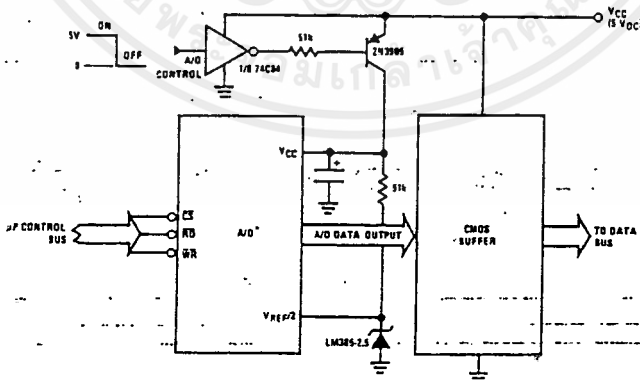 ON
5V
OFF
0
A/D
CONTROL
1/6 74C04
51k
2N3905
VCC
(5 VDC)
VCC
51k
µP CONTROL
BUS
CS
RD
WR
A/D*
A/D DATA OUTPUT
CMOS
BUFFER
TO DATA
BUS
VREF/2
LM385-2.5